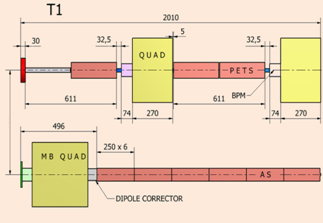 T1
2010
30
32,5
5
32,5
QUAD
PETS
BPM
611
611
74
270
74
270
496
250 x 6
MB QUAD
AS
DIPOLE CORRECTOR